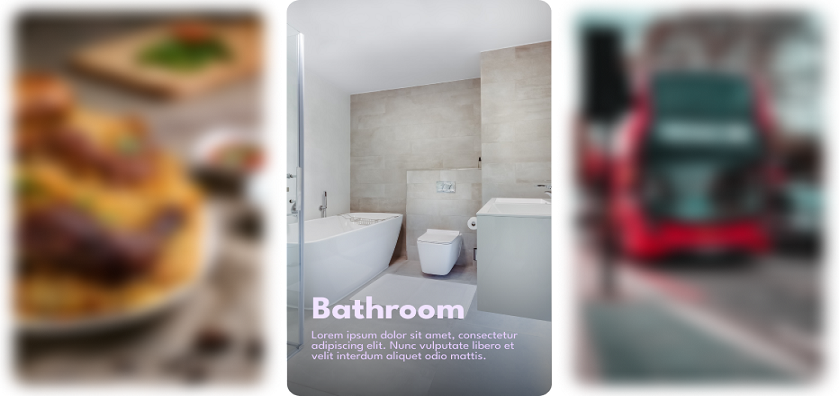 Bathroom
Lorem ipsum dolor sit amet, consectetur
adipiscing elit. Nunc vulputate libero et
velit interdum aliquet odio mattis.